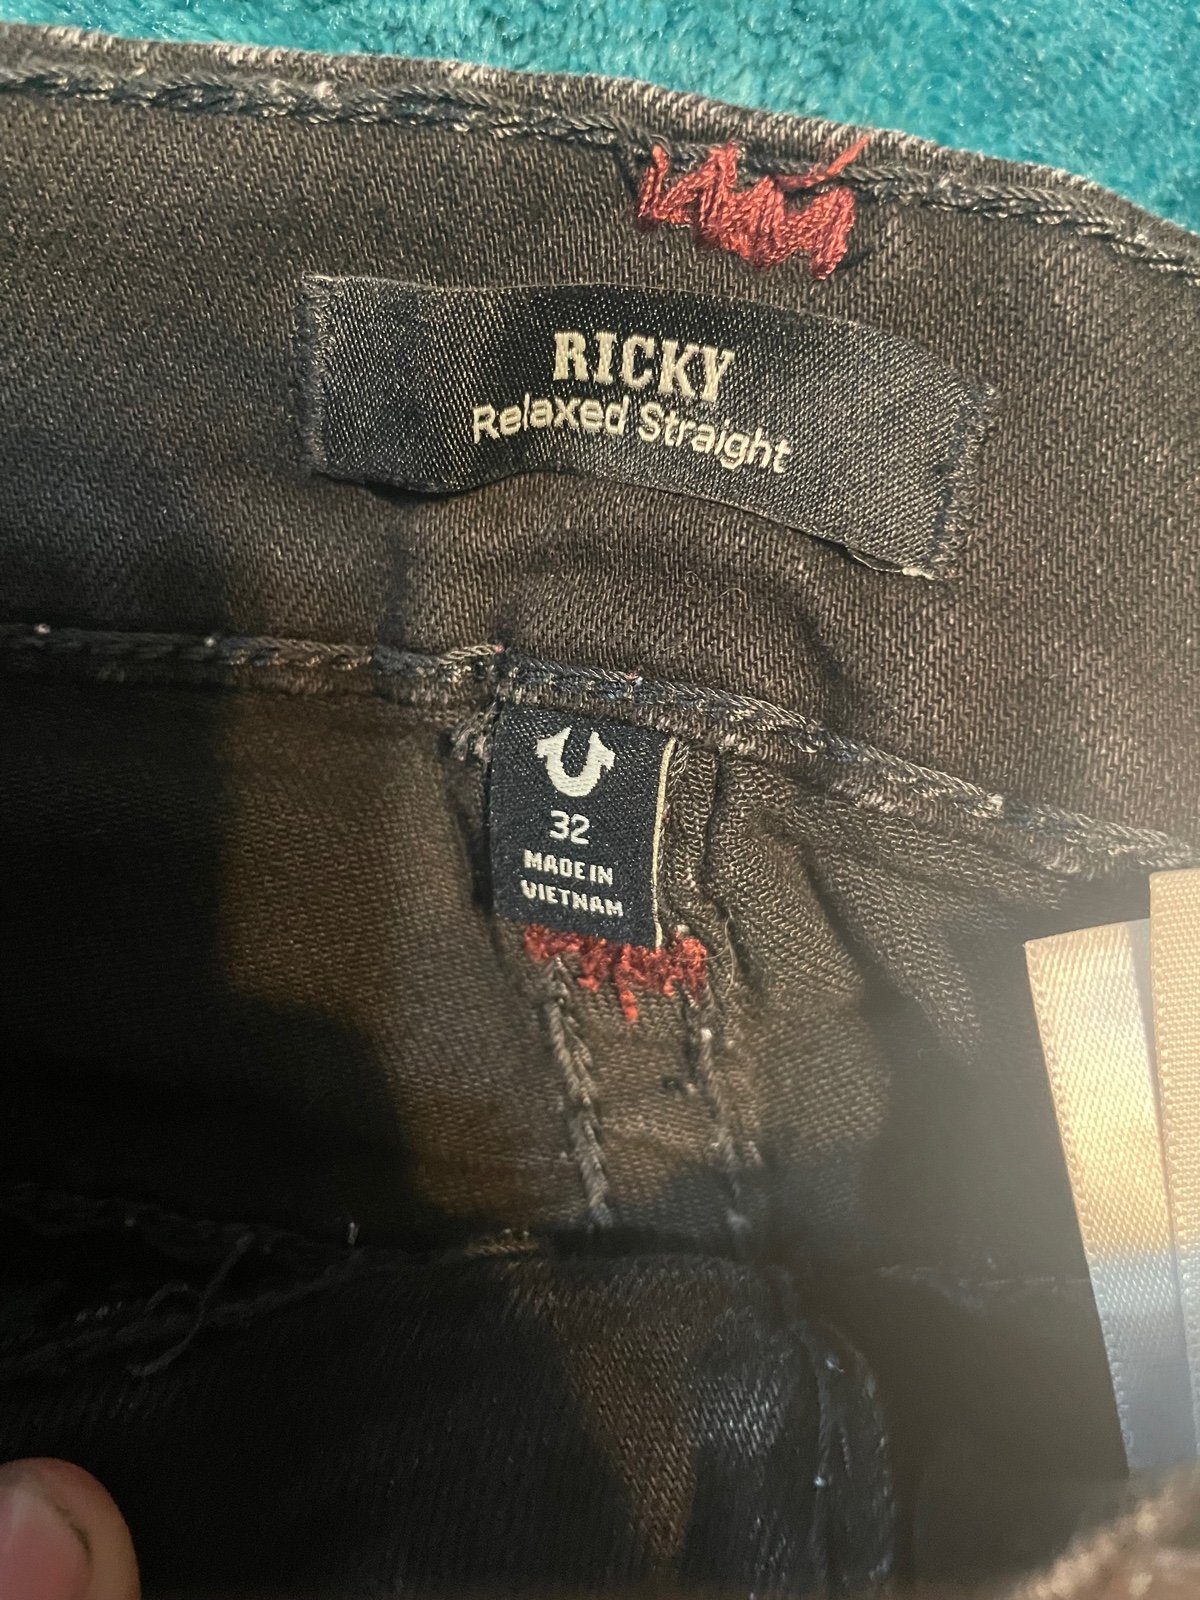 RICKY
Relaxed Straight
32
MADE IN
VIETNAM